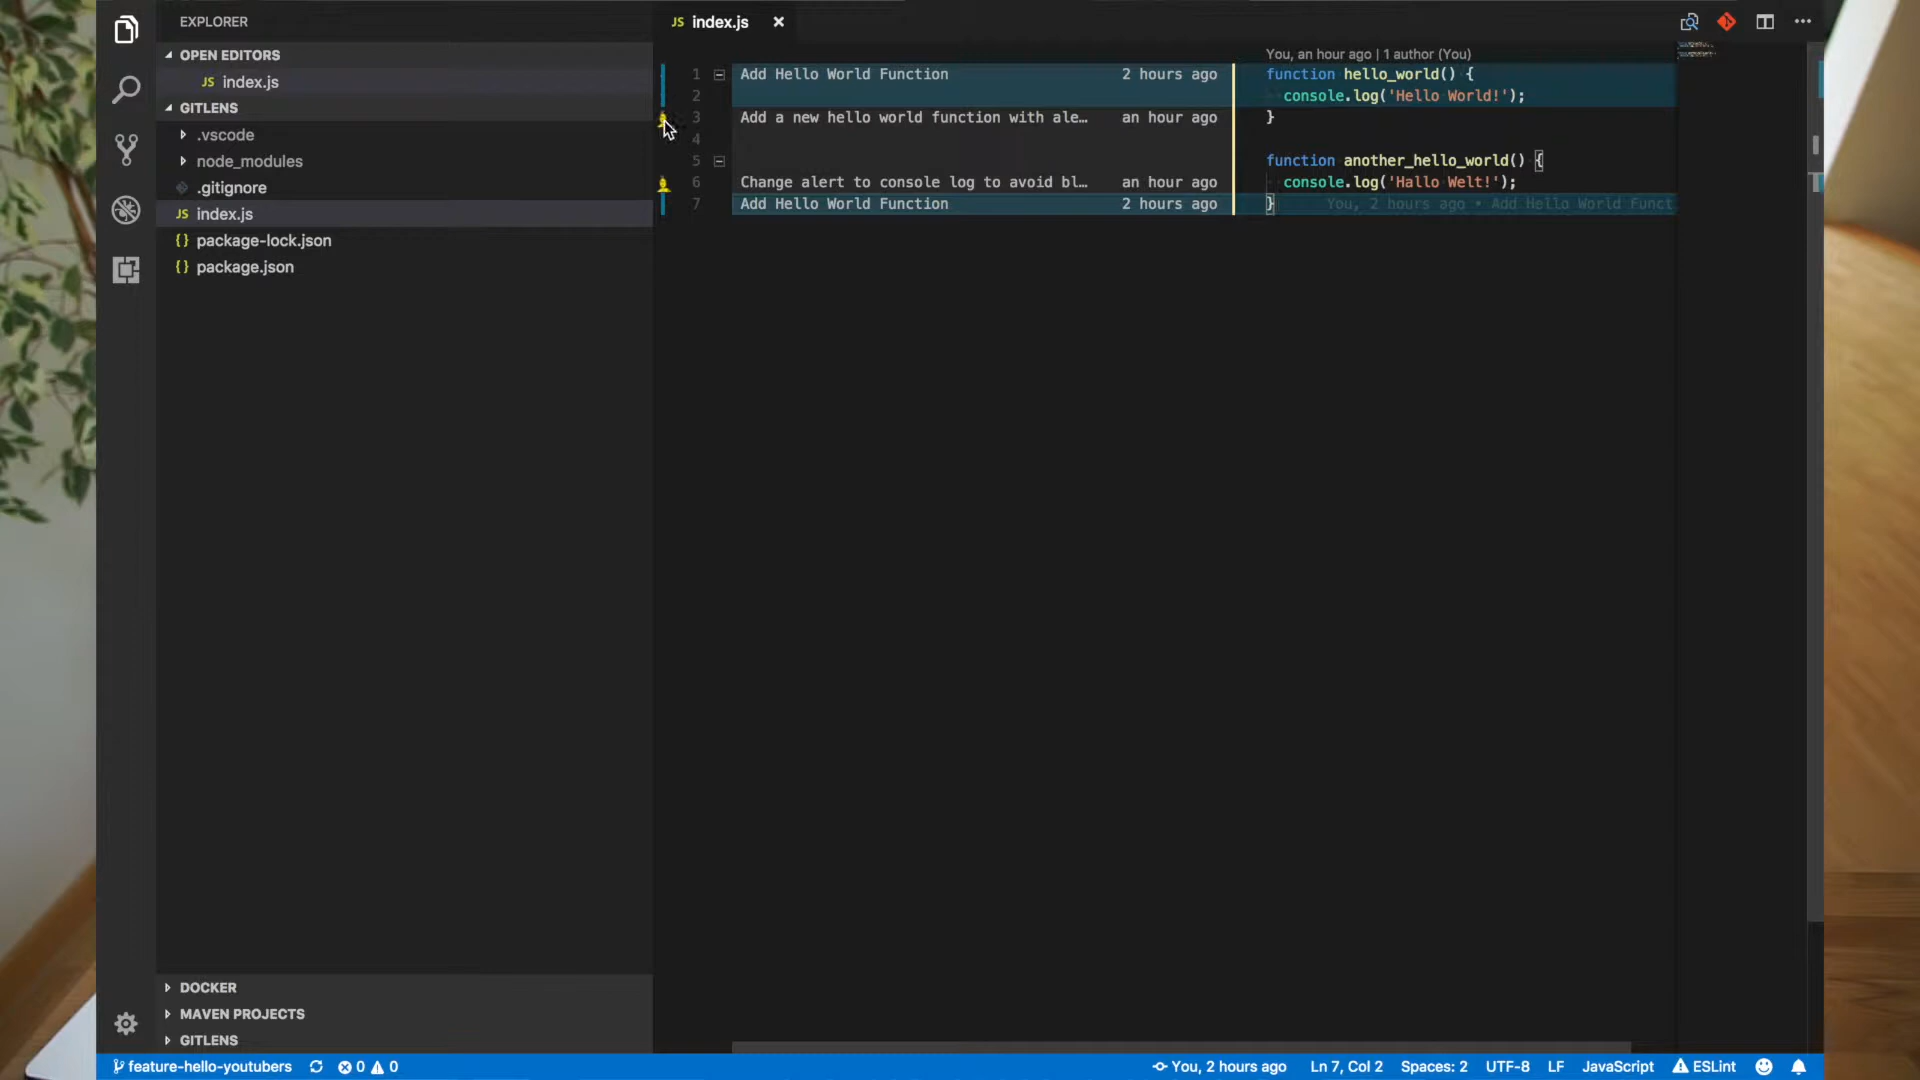 EXPLORER
OPEN EDITORS
JS index.js
GITLENS
.vscode
node_modules
.gitignore
JS index.js
{} package-lock.json
{} package.json
DOCKER
MAVEN PROJECTS
GITLENS
JS index.js
You, an hour ago | 1 author (You)
1 Add Hello World Function 2 hours ago function hello_world() {
2 console.log('Hello World!');
3 Add a new hello world function with ale… an hour ago }
4
5 function another_hello_world() {
6 Change alert to console log to avoid bl… an hour ago console.log('Hallo Welt!');
7 Add Hello World Function 2 hours ago } You, 2 hours ago • Add Hello World Funct
feature-hello-youtubers 0 0 You, 2 hours ago Ln 7, Col 2 Spaces: 2 UTF-8 LF JavaScript ESLint